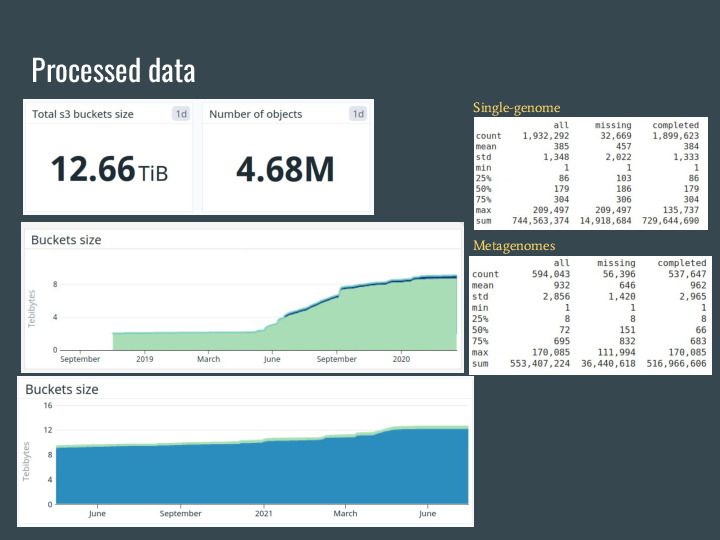 Processed data
Total s3 buckets size 1d
12.66 TiB
Number of objects 1d
4.68M
Buckets size
Tebibytes
8
4
0
September 2019 March June September 2020
Buckets size
Tebibytes
16
12
8
4
0
June September 2021 March June
Single-genome
all missing completed
count 1,932,292 32,669 1,899,623
mean 385 457 384
std 1,348 2,022 1,333
min 1 1 1
25% 86 103 86
50% 179 186 179
75% 304 306 304
max 209,497 209,497 135,737
sum 744,563,374 14,918,684 729,644,690
Metagenomes
all missing completed
count 594,043 56,396 537,647
mean 932 646 962
std 2,856 1,420 2,965
min 1 1 1
25% 8 8 8
50% 72 151 66
75% 695 832 683
max 170,085 111,994 170,085
sum 553,407,224 36,440,618 516,966,606